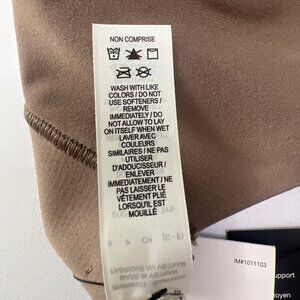 NON COMPRISE
WASH WITH LIKE
COLORS / DO NOT
USE SOFTENERS /
REMOVE
IMMEDIATELY / DO
NOT ALLOW TO LAY
ON ITSELF WHEN WET
LAVER AVEC
COULEURS
SIMILAIRES / NE PAS
UTILISER
D'ADOUCISSEUR /
ENLEVER
IMMÉDIATEMENT / NE
PAS LAISSER LE
VÊTEMENT PLIÉ
LORSQU'IL EST
MOUILLÉ
IM#1011103
upport
oyen